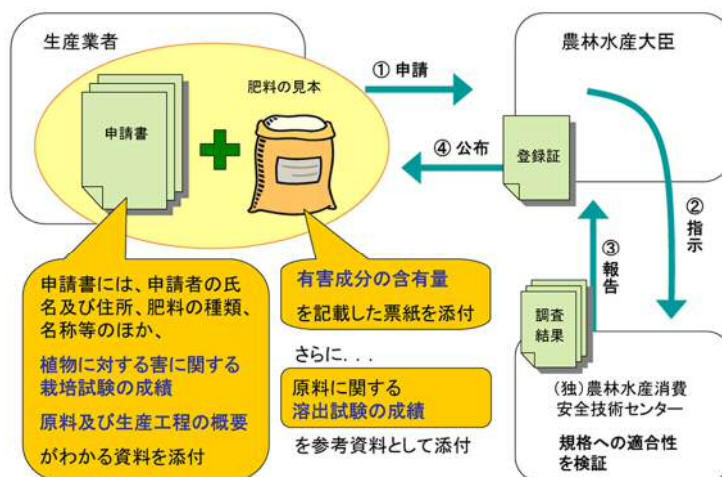 生産業者
農林水産大臣
肥料の見本
① 申請
申請書
登録証
④ 公布
②
指示
③
報告
申請書には、申請者の氏
名及び住所、肥料の種類、
名称等のほか、
植物に対する害に関する
栽培試験の成績
原料及び生産工程の概要
がわかる資料を添付
有害成分の含有量
を記載した票紙を添付
さらに...
原料に関する
溶出試験の成績
を参考資料として添付
調査
結果
（独）農林水産消費
安全技術センター
規格への適合性
を検証